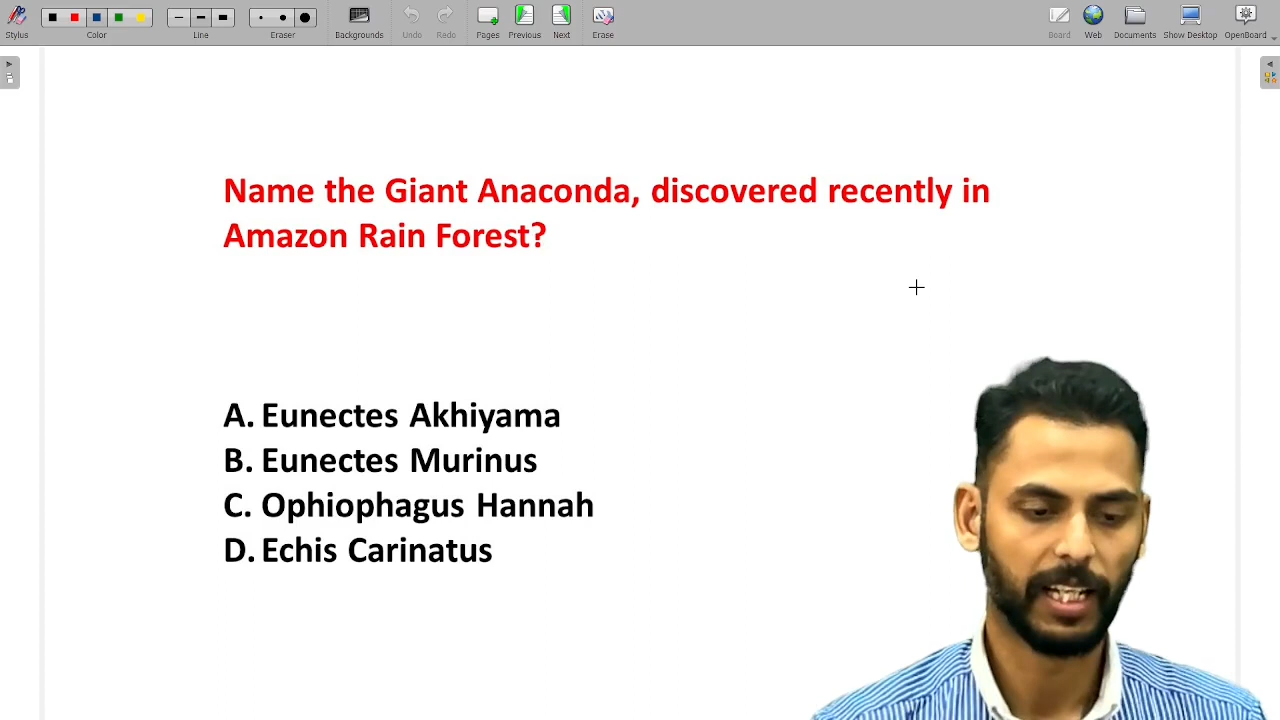 Stylus
Color
Line
Eraser
Backgrounds
Undo
Redo
Pages
Previous
Next
Erase
Board
Web
Documents
Show Desktop
OpenBoard
Name the Giant Anaconda, discovered recently in
Amazon Rain Forest?
A. Eunectes Akhiyama
B. Eunectes Murinus
C. Ophiophagus Hannah
D. Echis Carinatus